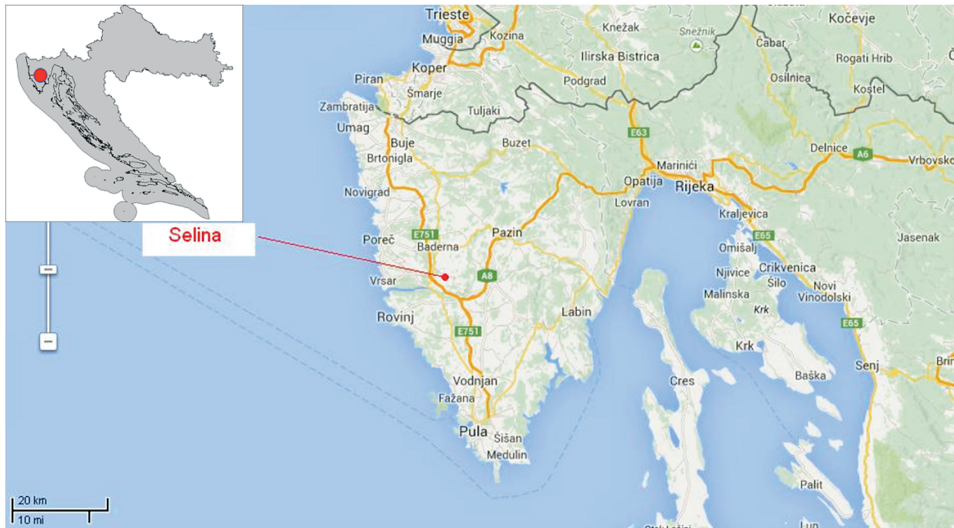 Trieste
Muggia
Kozina
Knežak
Snežnik
Kočevje
Čabar
Rogati Hrib
Koper
Ilirska Bistrica
Osilnica
Piran
Šmarje
Podgrad
Kostel
Zambratija
Tuljaki
Umag
Buje
Buzet
E63
Delnice
A6
Vrbovsko
Brtonigla
Marinići
Opatija
Rijeka
Novigrad
Lovran
Kraljevica
Selina
Poreč
E751
Baderna
Pazin
E65
Omišalj
Jasenak
Crikvenica
Njivice
Šilo
A8
Vrsar
Malinska
Krk
Novi
Vinodolski
Rovinj
E751
Labin
E65
Krk
Senj
Brin
Vodnjan
Cres
Baška
Fažana
Pula
Šišan
Medulin
Palit
20 km
10 mi
Lun